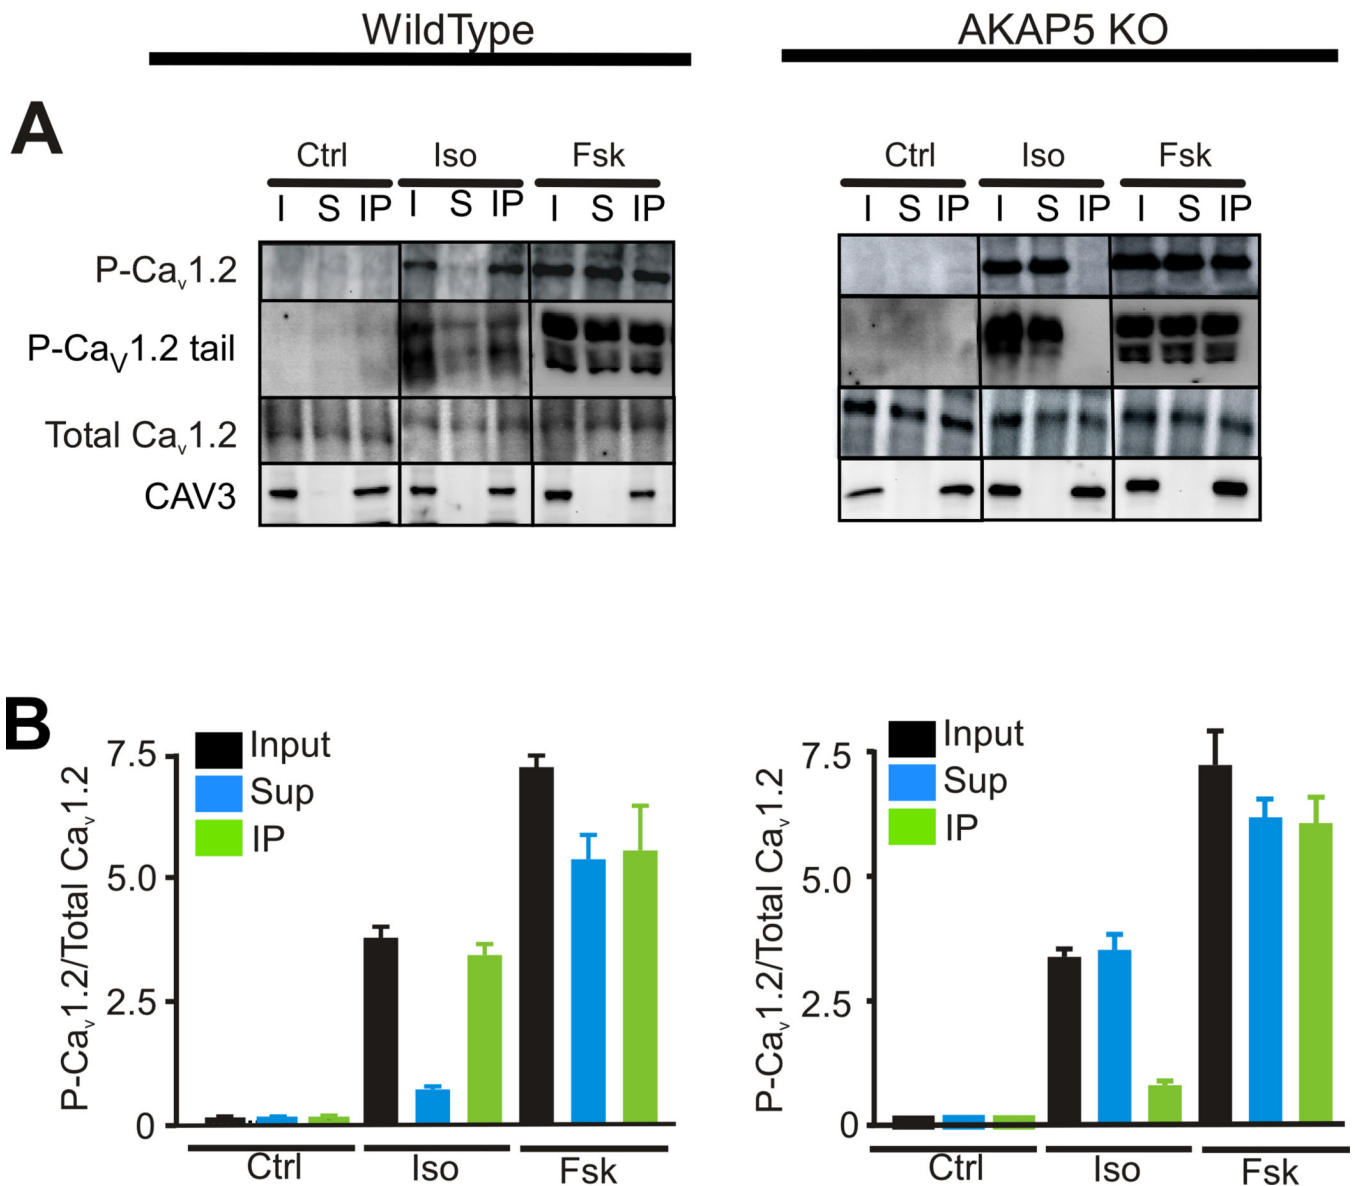 WildType
AKAP5 KO
A
Ctrl Iso Fsk
I S IP I S IP I S IP
P-Cav1.2
P-CaV1.2 tail
Total Cav1.2
CAV3
Ctrl Iso Fsk
I S IP I S IP I S IP
B
P-Cav1.2/Total Cav1.2
7.5
5.0
2.5
0
Input
Sup
IP
Ctrl Iso Fsk
P-Cav1.2/Total Cav1.2
7.5
5.0
2.5
0
Input
Sup
IP
Ctrl Iso Fsk